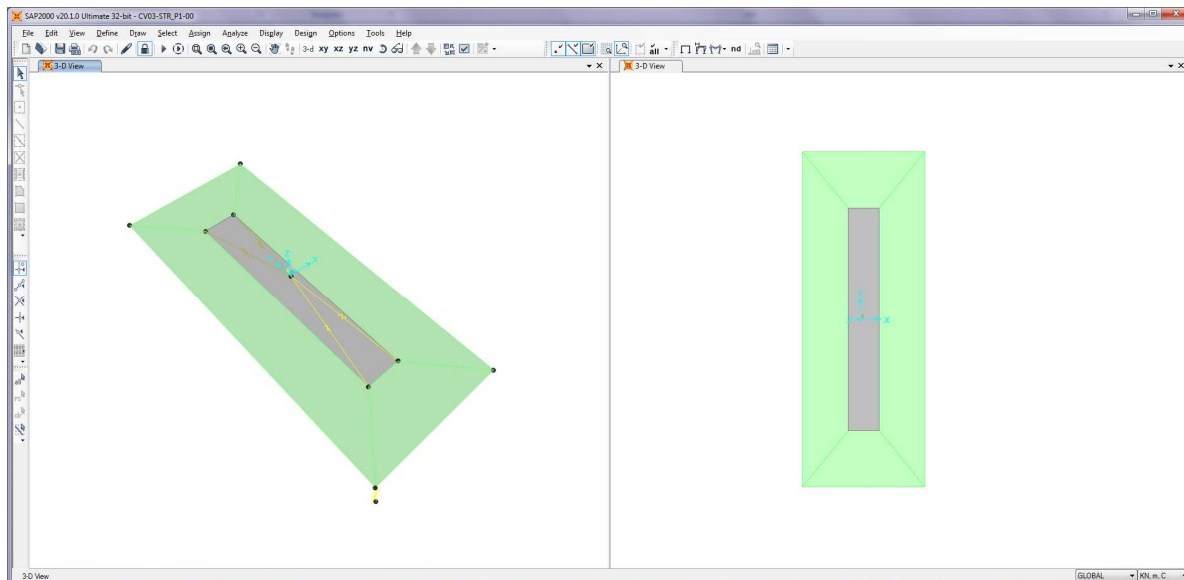 SAP2000 v20.1.0 Ultimate 32-bit - CV03-STR_P1-00
File Edit View Define Draw Select Assign Analyze Display Design Options Tools Help
3-d xy xz yz nv all nd
3-D View
3-D View
Z X
Y X
3-D View GLOBAL KN, m, C